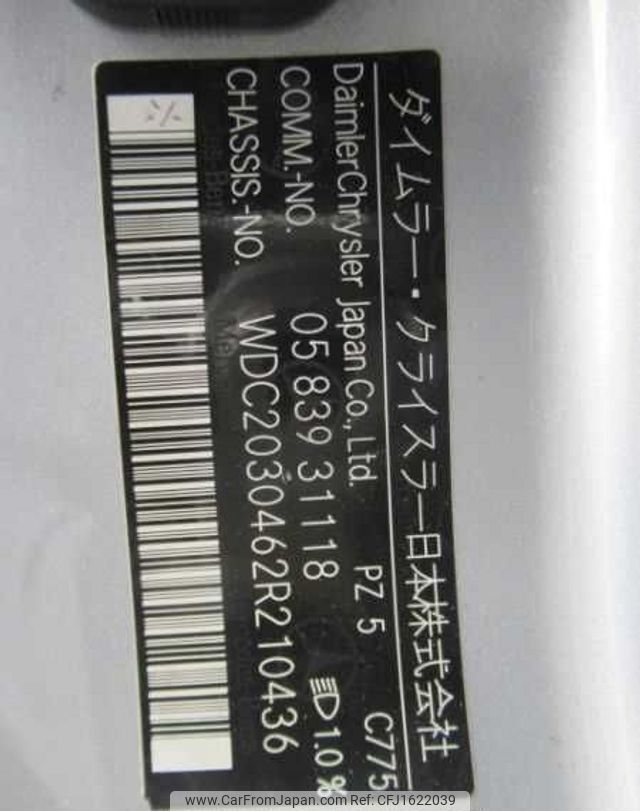 ダイムラー・クライスラー日本株式会社
DaimlerChrysler Japan Co., Ltd. PZ 5 C775
COMM.-NO. 05 839 31118 1.0 %
CHASSIS.-NO. WDC2030462R210436
www.CarFromJapan.com CFJ1622039